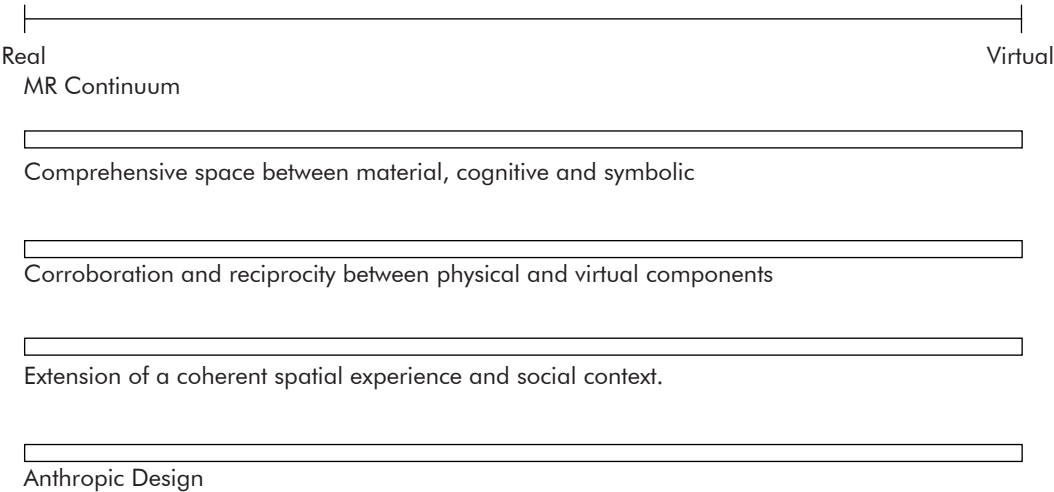 Real
Virtual
MR Continuum
Comprehensive space between material, cognitive and symbolic
Corroboration and reciprocity between physical and virtual components
Extension of a coherent spatial experience and social context.
Anthropic Design